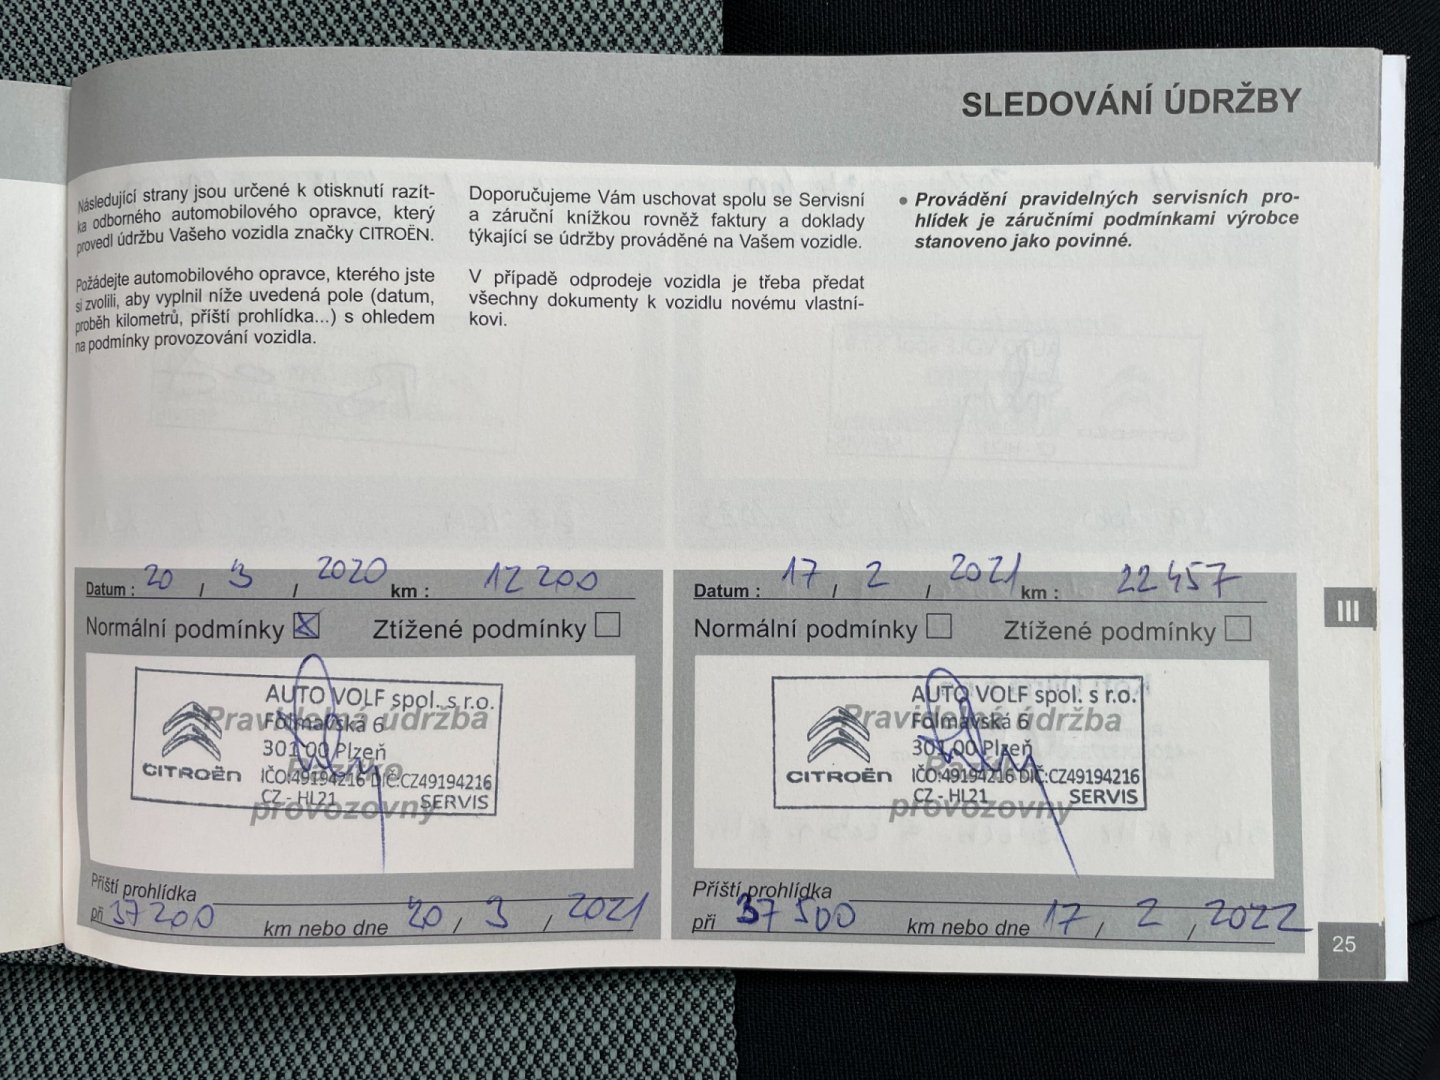 SLEDOVÁNÍ ÚDRŽBY
Následující strany jsou určené k otisknutí razít-
ka odborného automobilového opravce, který
provedl údržbu Vašeho vozidla značky CITROËN.
Požádejte automobilového opravce, kterého jste
si zvolili, aby vyplnil níže uvedená pole (datum,
proběh kilometrů, příští prohlídka...) s ohledem
na podmínky provozování vozidla.
Doporučujeme Vám uschovat spolu se Servisní
a záruční knížkou rovněž faktury a doklady
týkající se údržby prováděné na Vašem vozidle.
V případě odprodeje vozidla je třeba předat
všechny dokumenty k vozidlu novému vlastní-
kovi.
● Provádění pravidelných servisních pro-
hlídek je záručními podmínkami výrobce
stanoveno jako povinné.
Datum : 20 / 3 / 2020 km : 12 200
Normální podmínky X Ztížené podmínky
Pravidelná údržba
Razítko
provozovny
AUTO VOLF spol. s r.o.
Folmavská 6
301 00 Plzeň
CITROËN IČO:49194216 DIČ:CZ49194216
CZ - HL21 SERVIS
Příští prohlídka
při 37 200 km nebo dne 20 / 3 / 2021
Datum : 17 / 2 / 2021 km : 22 457
Normální podmínky Ztížené podmínky
Pravidelná údržba
Razítko
provozovny
AUTO VOLF spol. s r.o.
Folmavská 6
301 00 Plzeň
CITROËN IČO:49194216 DIČ:CZ49194216
CZ - HL21 SERVIS
Příští prohlídka
při 37 500 km nebo dne 17 / 2 / 2022
III
25